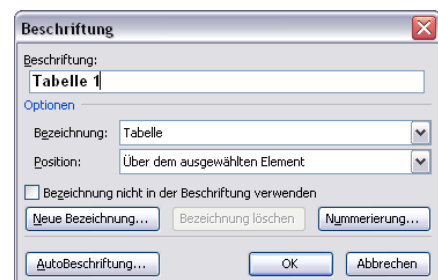 Beschriftung
Beschriftung:
Tabelle 1
Optionen
Bezeichnung: Tabelle
Position: Über dem ausgewählten Element
Bezeichnung nicht in der Beschriftung verwenden
Neue Bezeichnung... Bezeichnung löschen Nummerierung...
AutoBeschriftung... OK Abbrechen